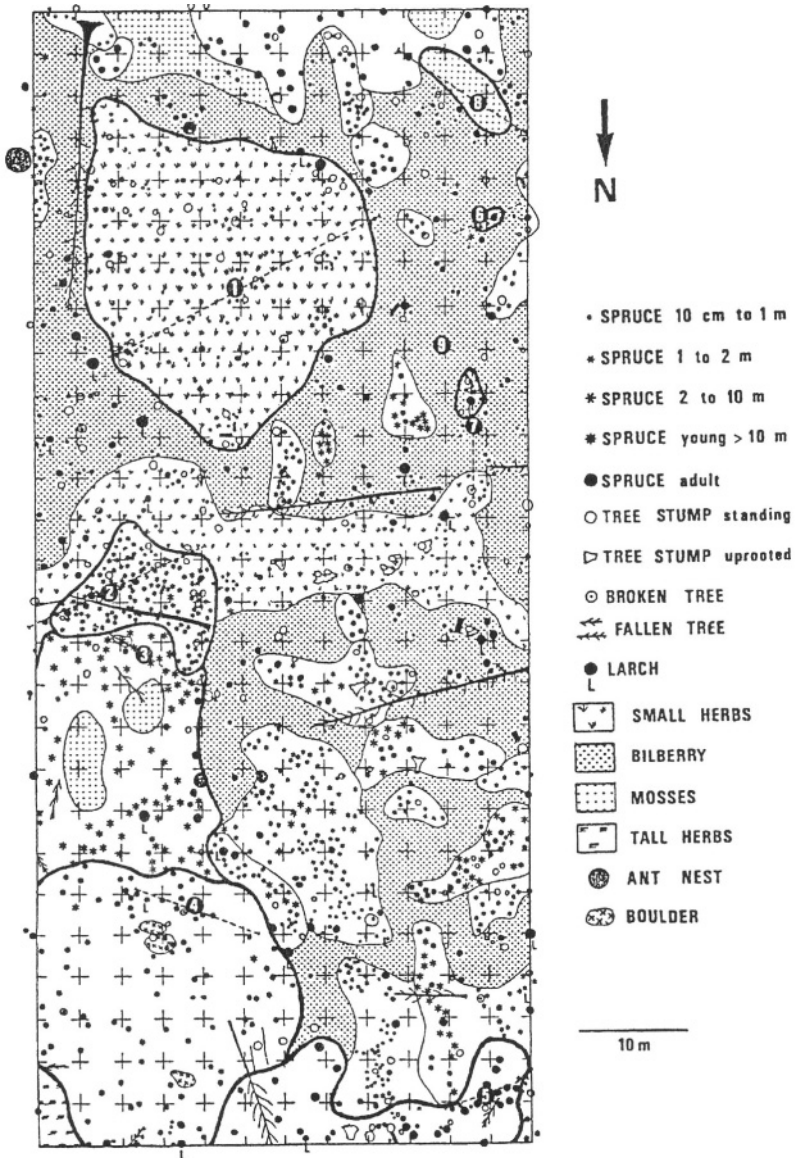 8
6
1
9
7
2
3
4
5
L
L
L
L
L
L
N
SPRUCE 10 cm to 1 m
SPRUCE 1 to 2 m
SPRUCE 2 to 10 m
SPRUCE young > 10 m
SPRUCE adult
TREE STUMP standing
TREE STUMP uprooted
BROKEN TREE
FALLEN TREE
LARCH
L
SMALL HERBS
BILBERRY
MOSSES
TALL HERBS
ANT NEST
BOULDER
10 m